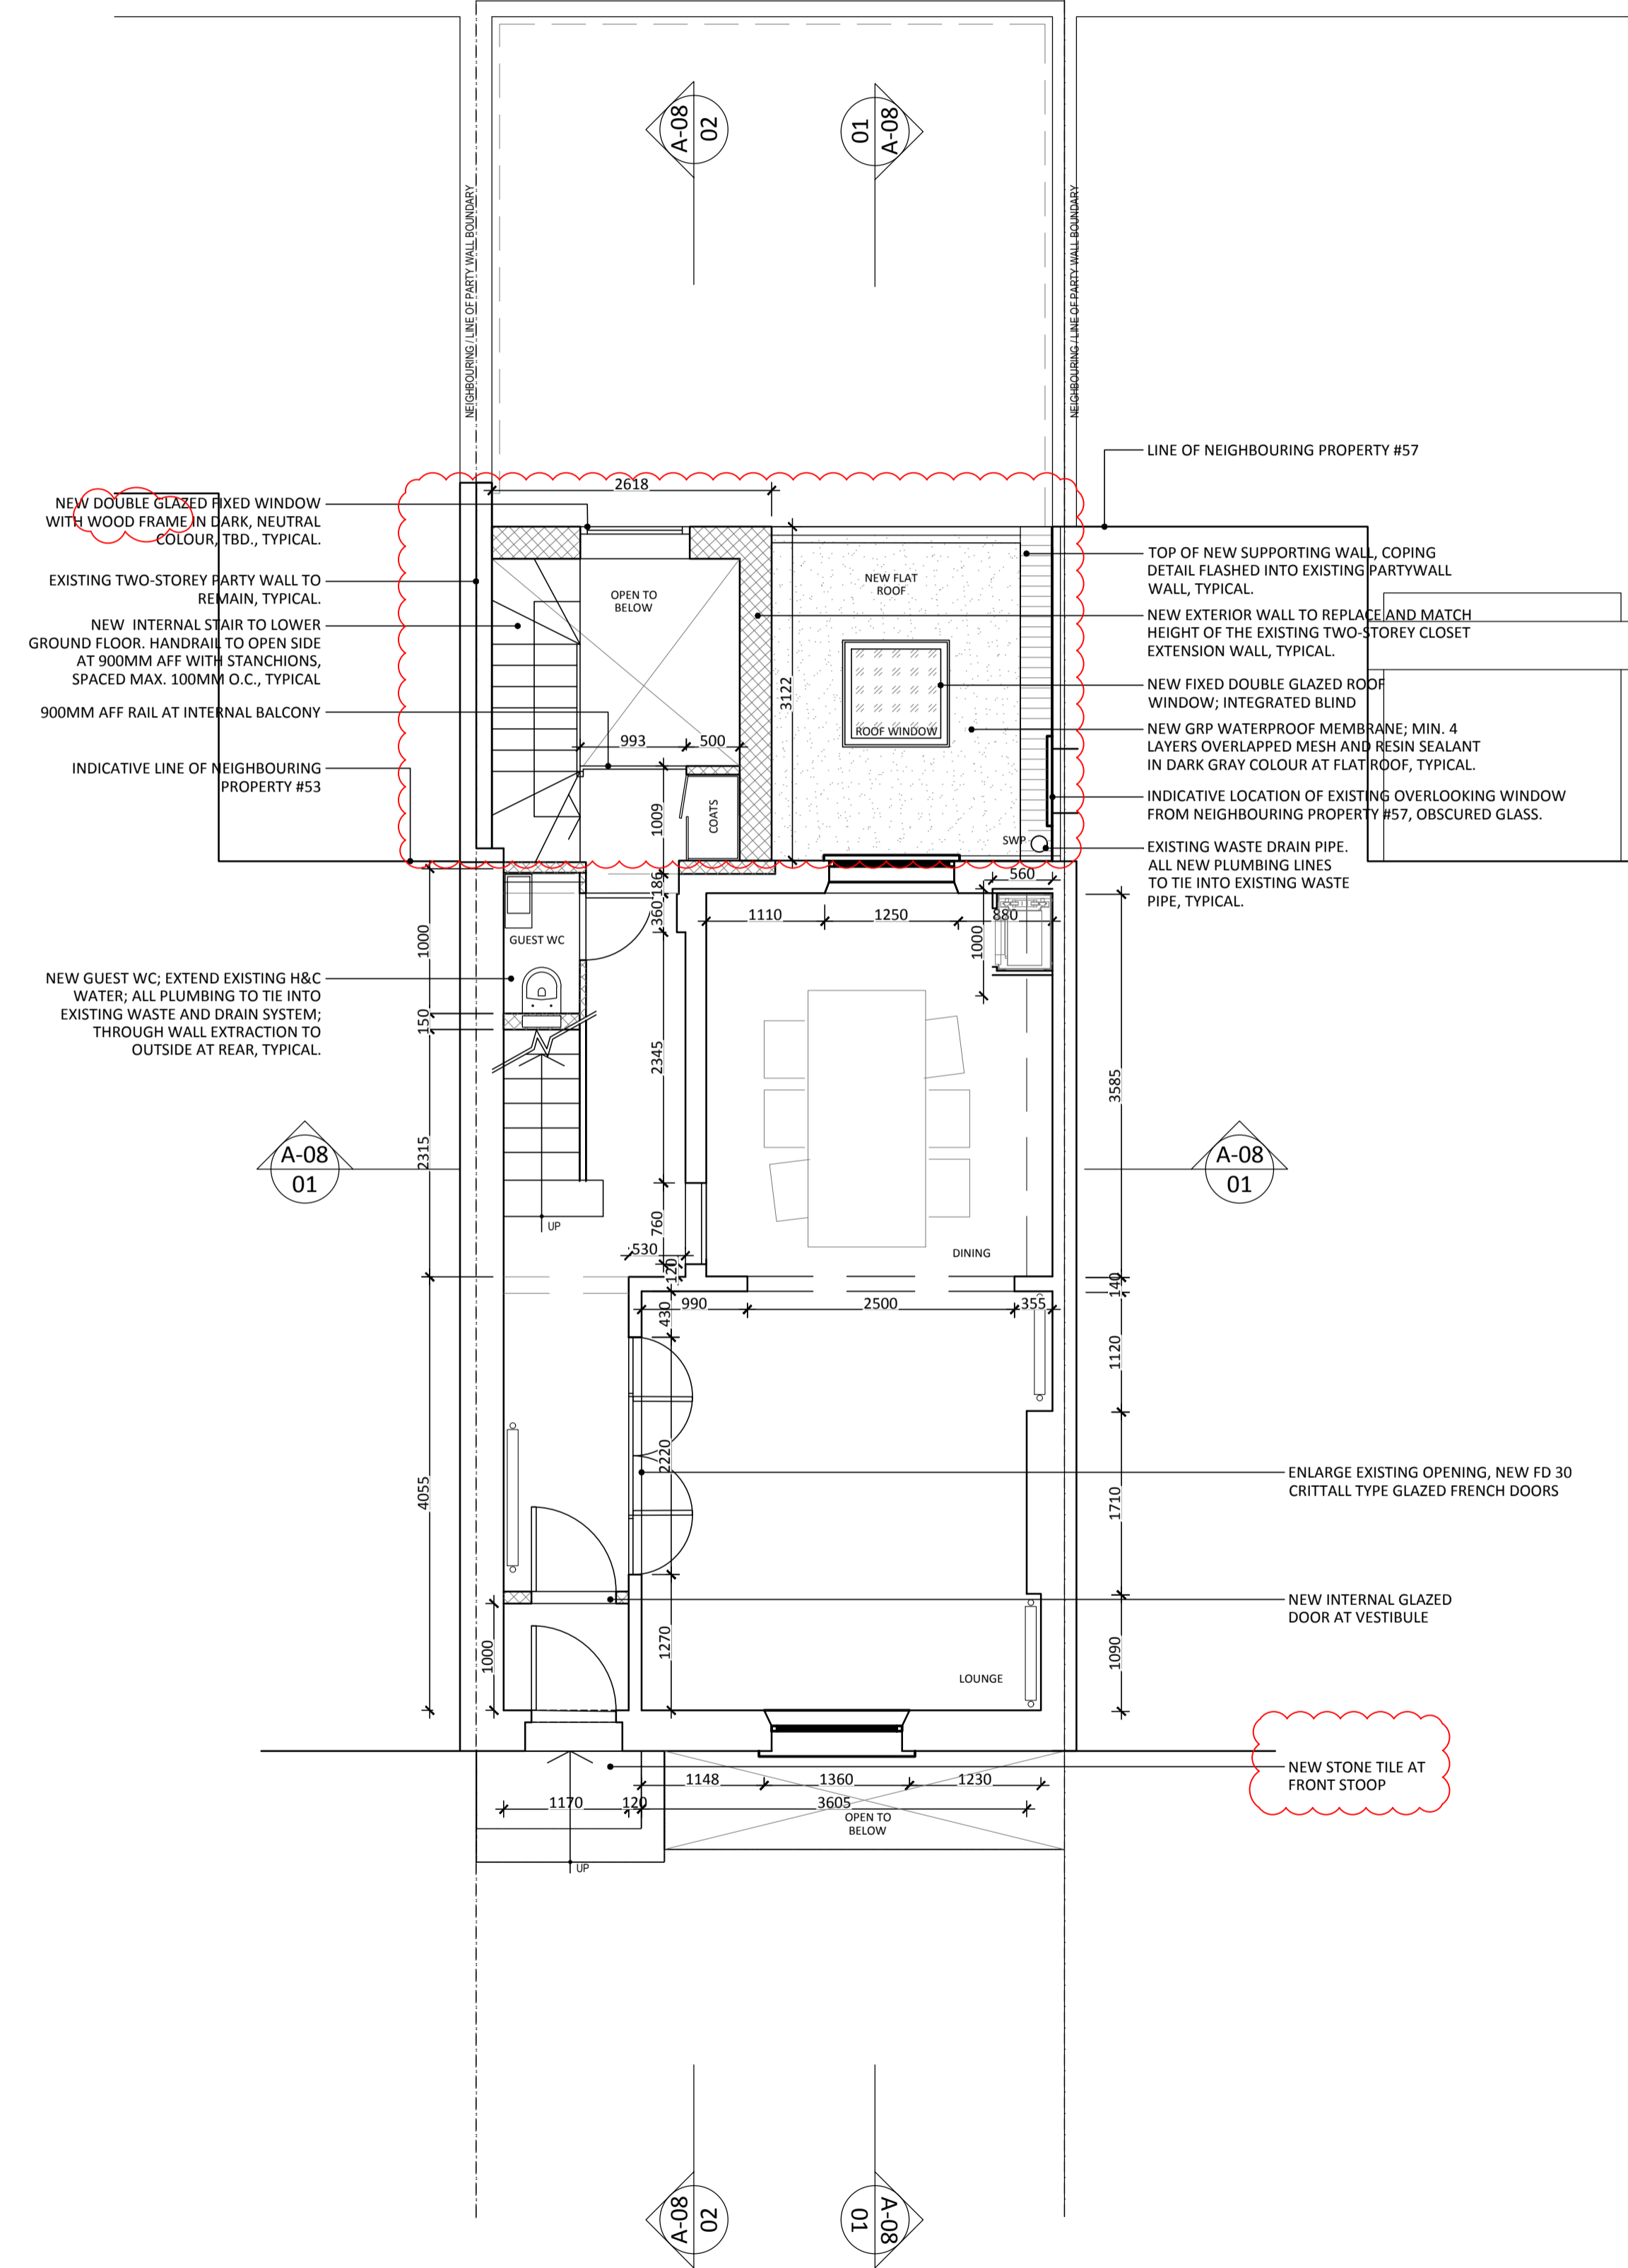 A-08
02
01
A-08
NEIGHBOURING / LINE OF PARTY WALL BOUNDARY
NEIGHBOURING / LINE OF PARTY WALL BOUNDARY
LINE OF NEIGHBOURING PROPERTY #57
NEW DOUBLE GLAZED FIXED WINDOW
WITH WOOD FRAME IN DARK, NEUTRAL
COLOUR, TBD., TYPICAL.
EXISTING TWO-STOREY PARTY WALL TO
REMAIN, TYPICAL.
NEW INTERNAL STAIR TO LOWER
GROUND FLOOR. HANDRAIL TO OPEN SIDE
AT 900MM AFF WITH STANCHIONS,
SPACED MAX. 100MM O.C., TYPICAL
900MM AFF RAIL AT INTERNAL BALCONY
INDICATIVE LINE OF NEIGHBOURING
PROPERTY #53
2618
OPEN TO
BELOW
NEW FLAT
ROOF
3122
ROOF WINDOW
993
500
COATS
1009
SWP
TOP OF NEW SUPPORTING WALL, COPING
DETAIL FLASHED INTO EXISTING PARTYWALL
WALL, TYPICAL.
NEW EXTERIOR WALL TO REPLACE AND MATCH
HEIGHT OF THE EXISTING TWO-STOREY CLOSET
EXTENSION WALL, TYPICAL.
NEW FIXED DOUBLE GLAZED ROOF
WINDOW; INTEGRATED BLIND
NEW GRP WATERPROOF MEMBRANE; MIN. 4
LAYERS OVERLAPPED MESH AND RESIN SEALANT
IN DARK GRAY COLOUR AT FLAT ROOF, TYPICAL.
INDICATIVE LOCATION OF EXISTING OVERLOOKING WINDOW
FROM NEIGHBOURING PROPERTY #57, OBSCURED GLASS.
EXISTING WASTE DRAIN PIPE.
ALL NEW PLUMBING LINES
TO TIE INTO EXISTING WASTE
PIPE, TYPICAL.
186
360
560
1110
1250
880
1000
1000
GUEST WC
NEW GUEST WC; EXTEND EXISTING H&C
WATER; ALL PLUMBING TO TIE INTO
EXISTING WASTE AND DRAIN SYSTEM;
THROUGH WALL EXTRACTION TO
OUTSIDE AT REAR, TYPICAL.
150
2345
3585
2315
A-08
01
A-08
01
UP
760
530
120
DINING
140
990
2500
355
430
1120
2220
4055
1710
ENLARGE EXISTING OPENING, NEW FD 30
CRITTALL TYPE GLAZED FRENCH DOORS
NEW INTERNAL GLAZED
DOOR AT VESTIBULE
1000
1270
1090
LOUNGE
NEW STONE TILE AT
FRONT STOOP
1148
1360
1230
1170
120
3605
OPEN TO
BELOW
UP
A-08
02
A-08
01